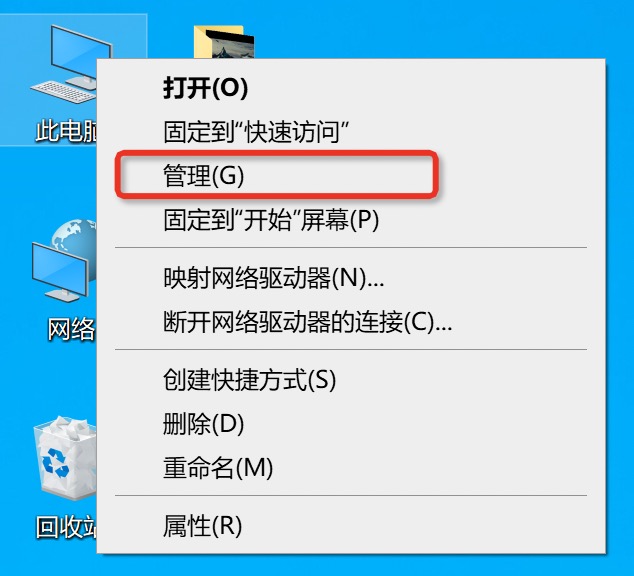 此电脑
打开(O)
固定到“快速访问”
管理(G)
固定到“开始”屏幕(P)
映射网络驱动器(N)...
断开网络驱动器的连接(C)...
创建快捷方式(S)
删除(D)
重命名(M)
属性(R)
网络
回收站